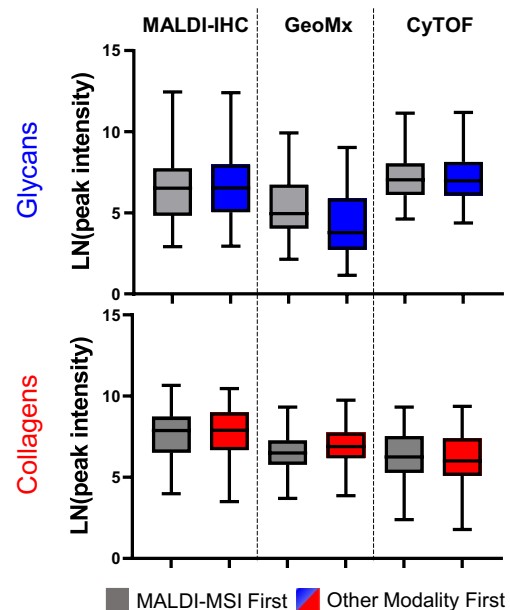 MALDI-IHC GeoMx CyTOF
Glycans
LN(peak intensity)
15
10
5
0
Collagens
LN(peak intensity)
15
10
5
0
MALDI-MSI First Other Modality First